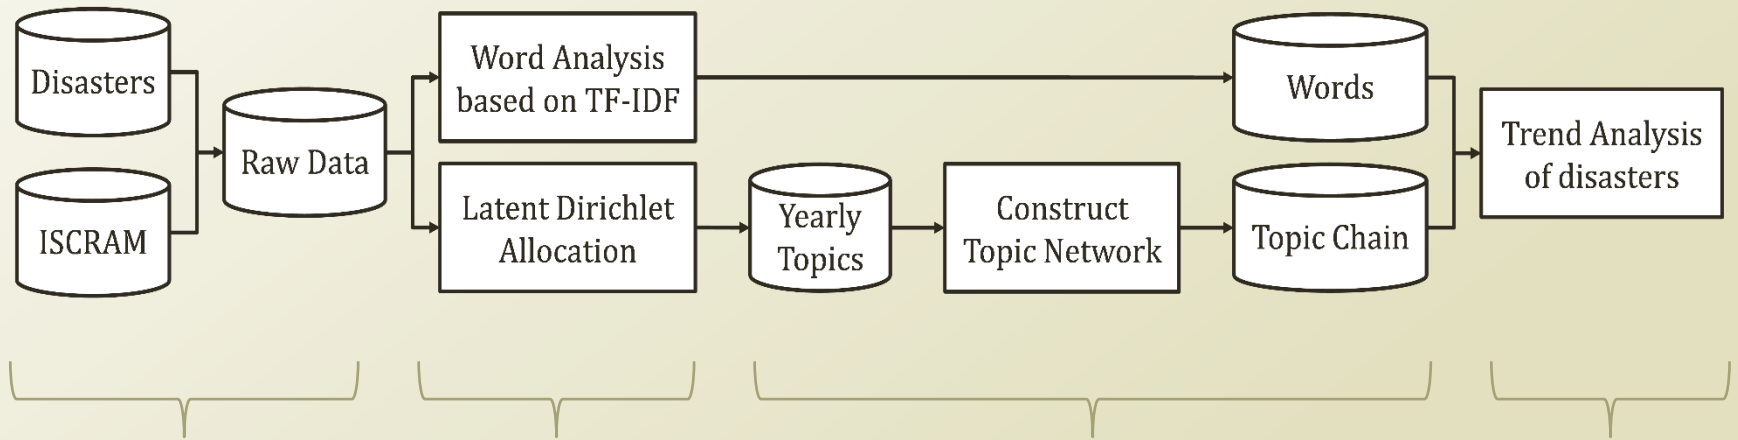 Disasters
ISCRAM
Raw Data
Word Analysis
based on TF-IDF
Latent Dirichlet
Allocation
Yearly
Topics
Construct
Topic Network
Words
Topic Chain
Trend Analysis
of disasters